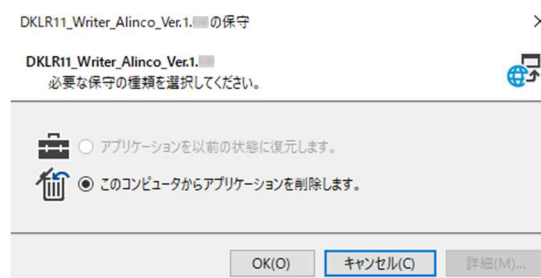 DKLR11_Writer_Alinco_Ver.1. の保守
DKLR11_Writer_Alinco_Ver.1.
必要な保守の種類を選択してください。
アプリケーションを以前の状態に復元します。
このコンピュータからアプリケーションを削除します。
OK(O) キャンセル(C) 詳細(M)...